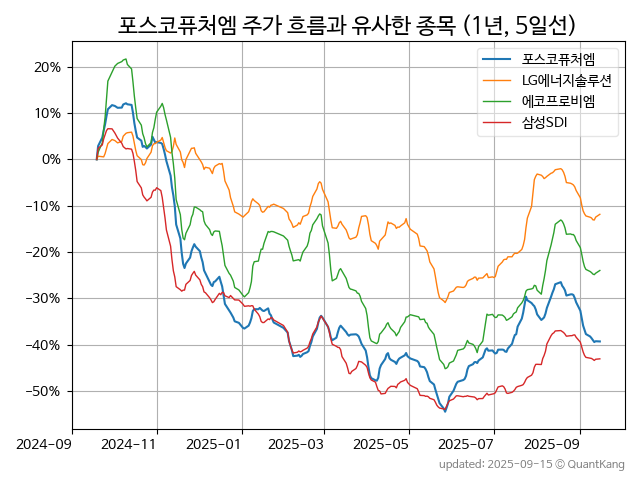 포스코퓨처엠 주가 흐름과 유사한 종목 (1년, 5일선)
포스코퓨처엠
LG에너지솔루션
에코프로비엠
삼성SDI
20%
10%
0%
−10%
−20%
−30%
−40%
−50%
2024-09 2024-11 2025-01 2025-03 2025-05 2025-07 2025-09
updated: 2025-09-15 © QuantKang